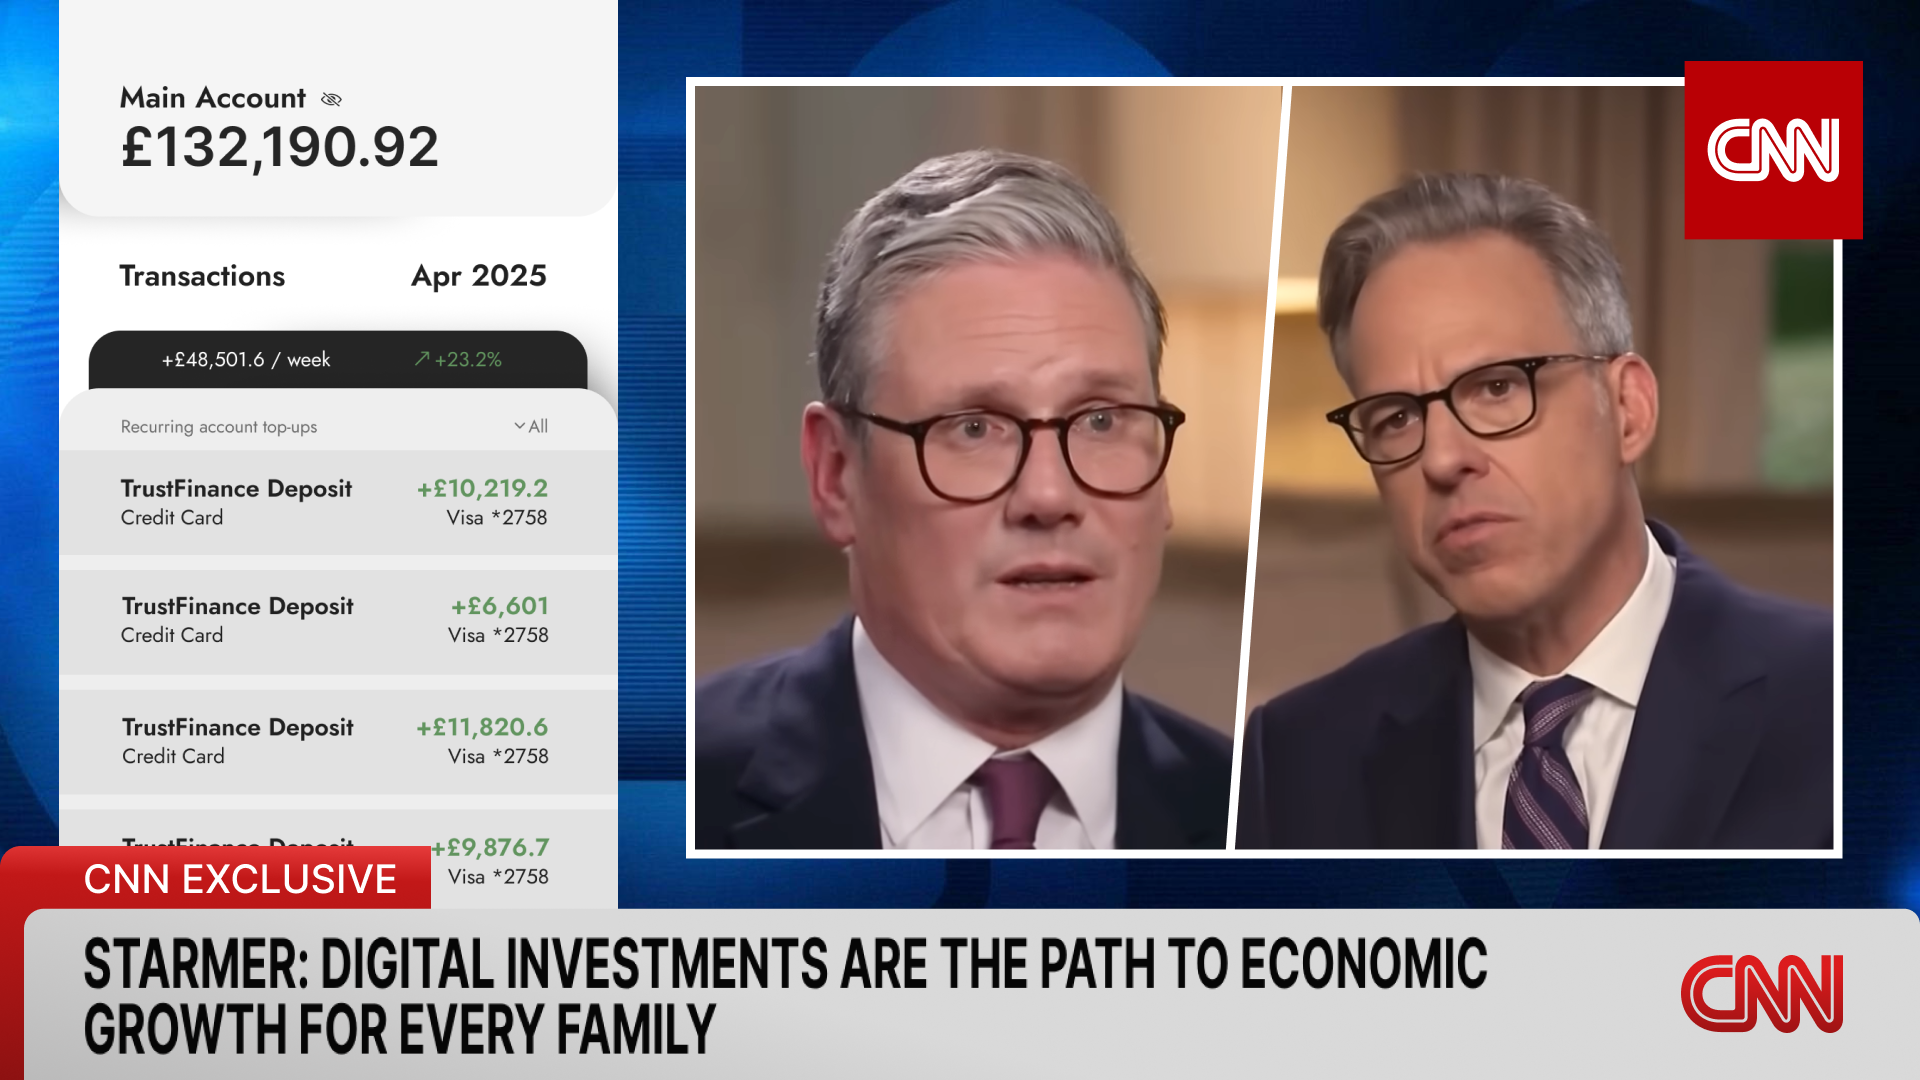 Main Account
£132,190.92
Transactions Apr 2025
+£48,501.6 / week +23.2%
Recurring account top-ups All
TrustFinance Deposit +£10,219.2
Credit Card Visa *2758
TrustFinance Deposit +£6,601
Credit Card Visa *2758
TrustFinance Deposit +£11,820.6
Credit Card Visa *2758
TrustFinance Deposit +£9,876.7
Visa *2758
CNN
CNN EXCLUSIVE
STARMER: DIGITAL INVESTMENTS ARE THE PATH TO ECONOMIC
GROWTH FOR EVERY FAMILY
CNN